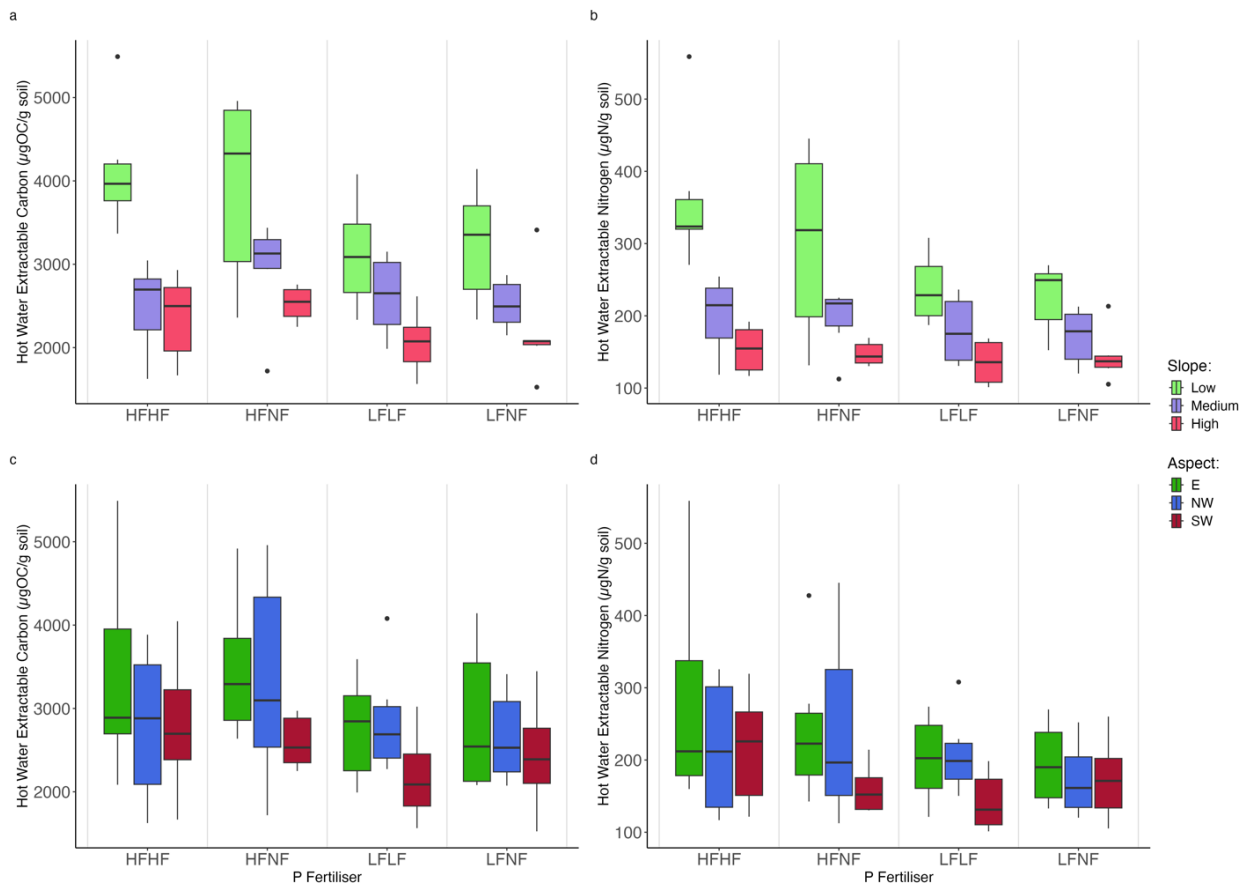 a
Hot Water Extractable Carbon (µgOC/g soil)
5000
4000
3000
2000
HFHF HFNF LFLF LFNF
b
Hot Water Extractable Nitrogen (µgN/g soil)
500
400
300
200
100
HFHF HFNF LFLF LFNF
Slope:
Low
Medium
High
Aspect:
E
NW
SW
c
Hot Water Extractable Carbon (µgOC/g soil)
5000
4000
3000
2000
HFHF HFNF LFLF LFNF
P Fertiliser
d
Hot Water Extractable Nitrogen (µgN/g soil)
500
400
300
200
100
HFHF HFNF LFLF LFNF
P Fertiliser